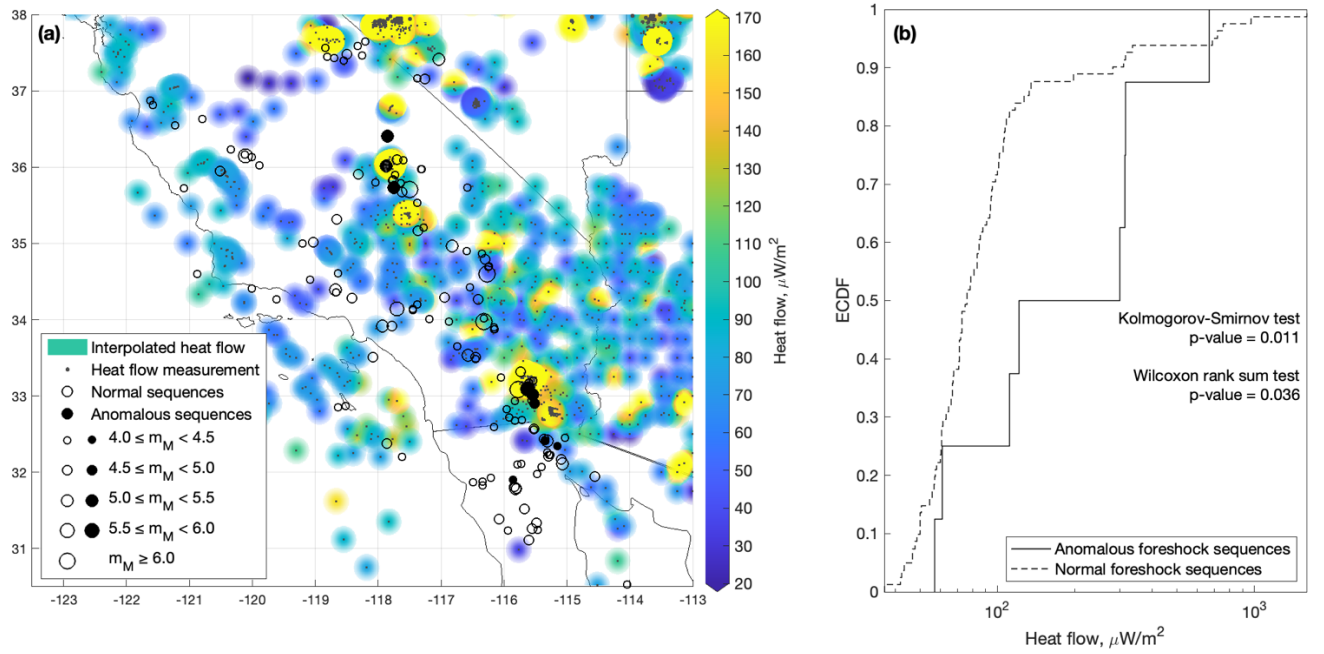 (a)
38
37
36
35
34
33
32
31
-123
-122
-121
-120
-119
-118
-117
-116
-115
-114
-113
Interpolated heat flow
Heat flow measurement
Normal sequences
Anomalous sequences
4.0 ≤ m_M < 4.5
4.5 ≤ m_M < 5.0
5.0 ≤ m_M < 5.5
5.5 ≤ m_M < 6.0
m_M ≥ 6.0
170
160
150
140
130
120
110
100
90
80
70
60
50
40
30
20
Heat flow, μW/m²
(b)
1
0.9
0.8
0.7
0.6
0.5
0.4
0.3
0.2
0.1
0
ECDF
Kolmogorov-Smirnov test
p-value = 0.011
Wilcoxon rank sum test
p-value = 0.036
Anomalous foreshock sequences
Normal foreshock sequences
10²
10³
Heat flow, μW/m²